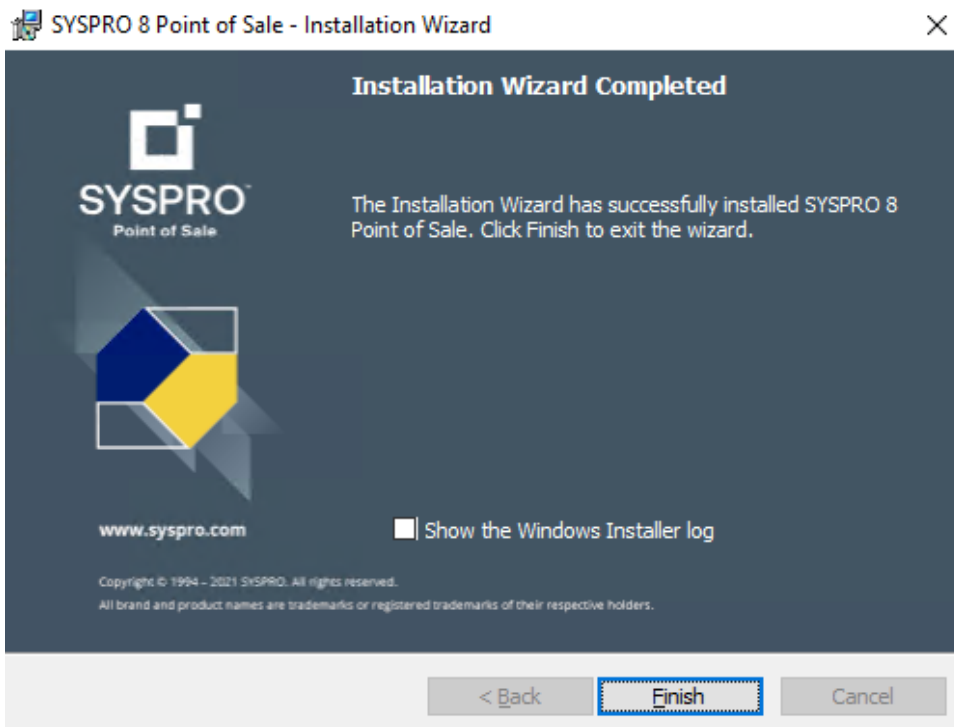 SYSPRO 8 Point of Sale - Installation Wizard
Installation Wizard Completed
SYSPRO™
Point of Sale
The Installation Wizard has successfully installed SYSPRO 8
Point of Sale. Click Finish to exit the wizard.
www.syspro.com
Show the Windows Installer log
Copyright © 1994 – 2021 SYSPRO. All rights reserved.
All brand and product names are trademarks or registered trademarks of their respective holders.
< Back
Finish
Cancel